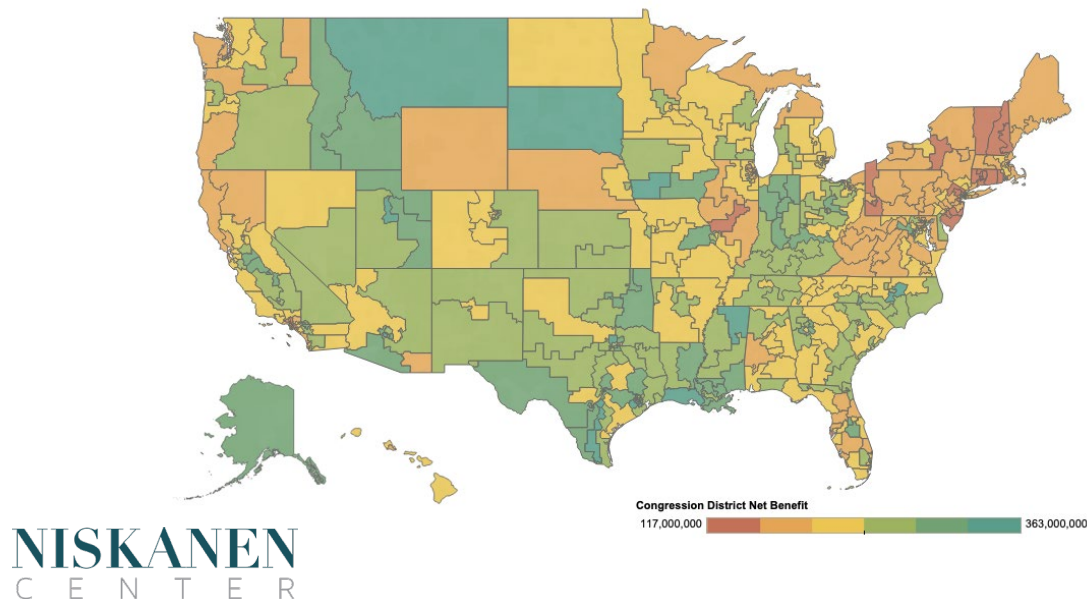 Congression District Net Benefit
117,000,000 363,000,000
NISKANEN
CENTER